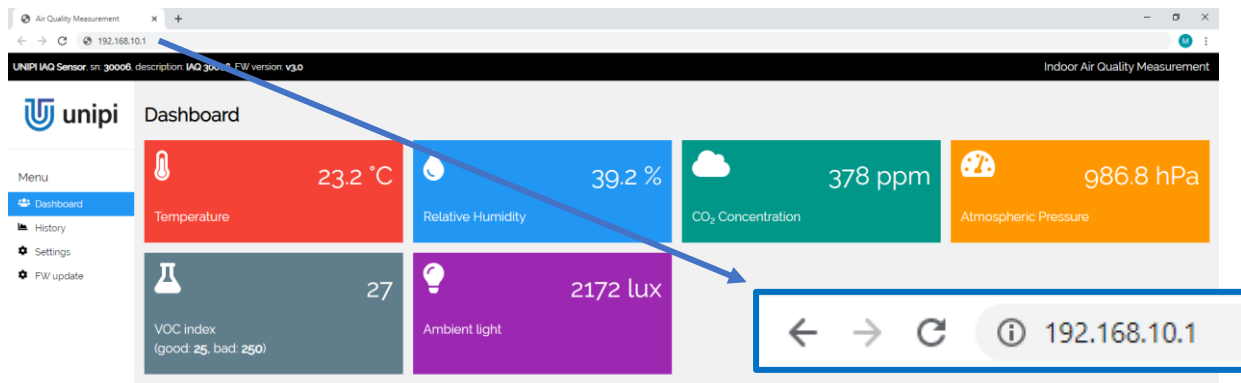 Air Quality Measurement
192.168.10.1
M
UNIPI IAQ Sensor, sn: 30006, description: IAQ FW version: v3.0
Indoor Air Quality Measurement
unipi
Dashboard
Menu
Dashboard
History
Settings
FW update
23.2 °C
Temperature
39.2 %
Relative Humidity
378 ppm
CO₂ Concentration
986.8 hPa
Atmospheric Pressure
27
VOC index
(good: 25, bad: 250)
2172 lux
Ambient light
192.168.10.1